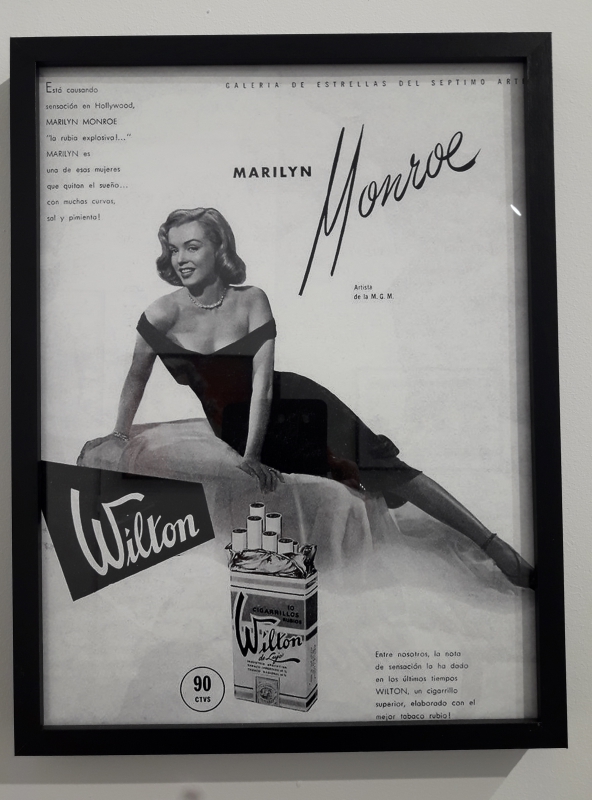 GALERIA DE ESTRELLAS DEL SEPTIMO ARTE
Está causando
sensación en Hollywood,
MARILYN MONROE
"la rubia explosiva!..."
MARILYN es
una de esas mujeres
que quitan el sueño...
con muchas curvas,
sal y pimienta!
MARILYN Monroe
Artista
de la M. G. M.
Wilton
10
CIGARRILLOS
RUBIOS
Wilton
de Lujo
90
CTVS
Entre nosotros, la nota
de sensación la ha dado
en los últimos tiempos
WILTON, un cigarrillo
superior, elaborado con el
mejor tabaco rubio!